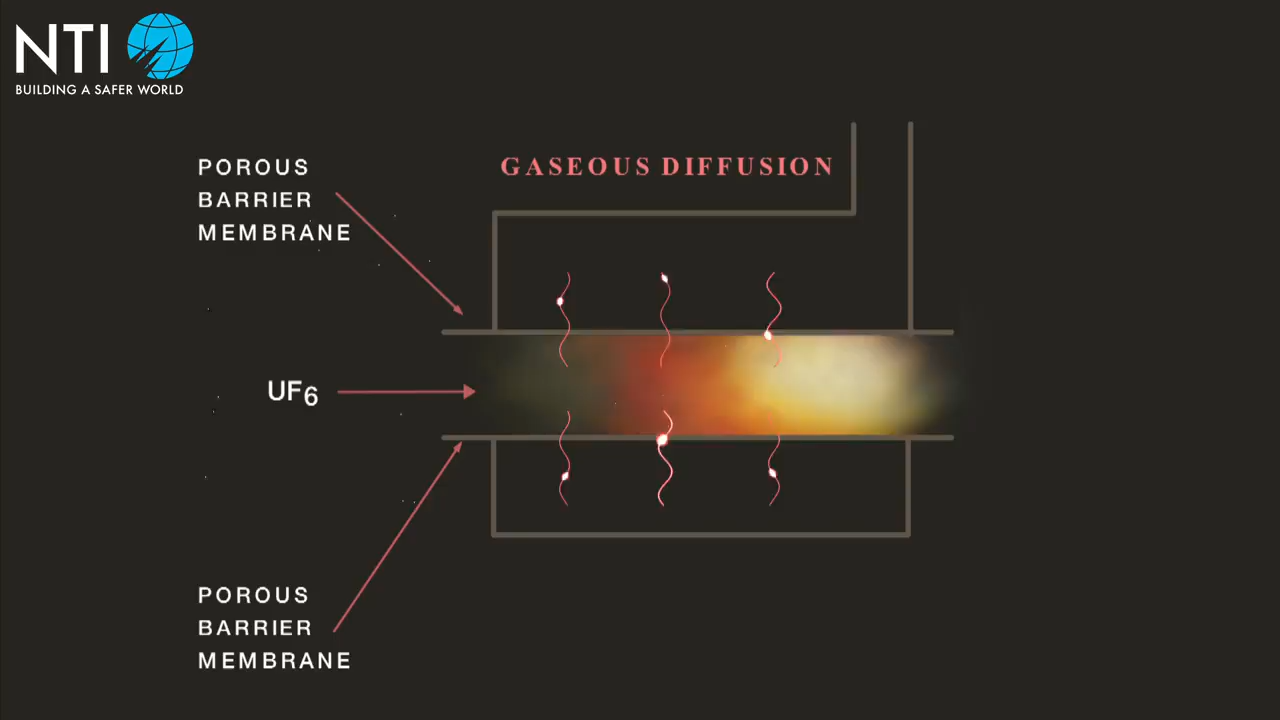 NTI
BUILDING A SAFER WORLD
GASEOUS DIFFUSION
POROUS
BARRIER
MEMBRANE
UF6
POROUS
BARRIER
MEMBRANE